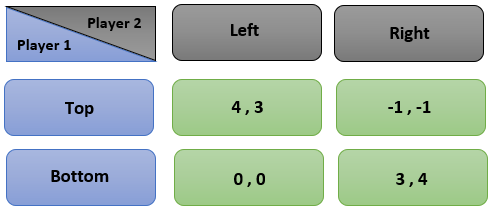 Player 2
Player 1
Left
Right
Top
4 , 3
-1 , -1
Bottom
0 , 0
3 , 4